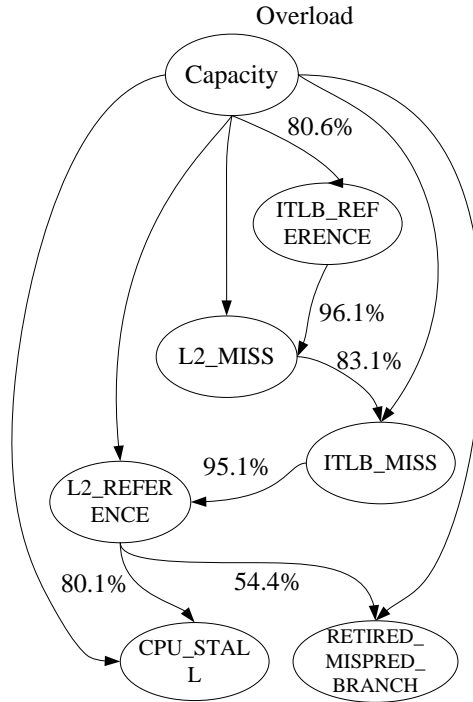 Overload
Capacity
80.6%
ITLB_REF
ERENCE
96.1%
L2_MISS
83.1%
ITLB_MISS
95.1%
L2_REFER
ENCE
80.1%
54.4%
CPU_STAL
L
RETIRED_
MISPRED_
BRANCH